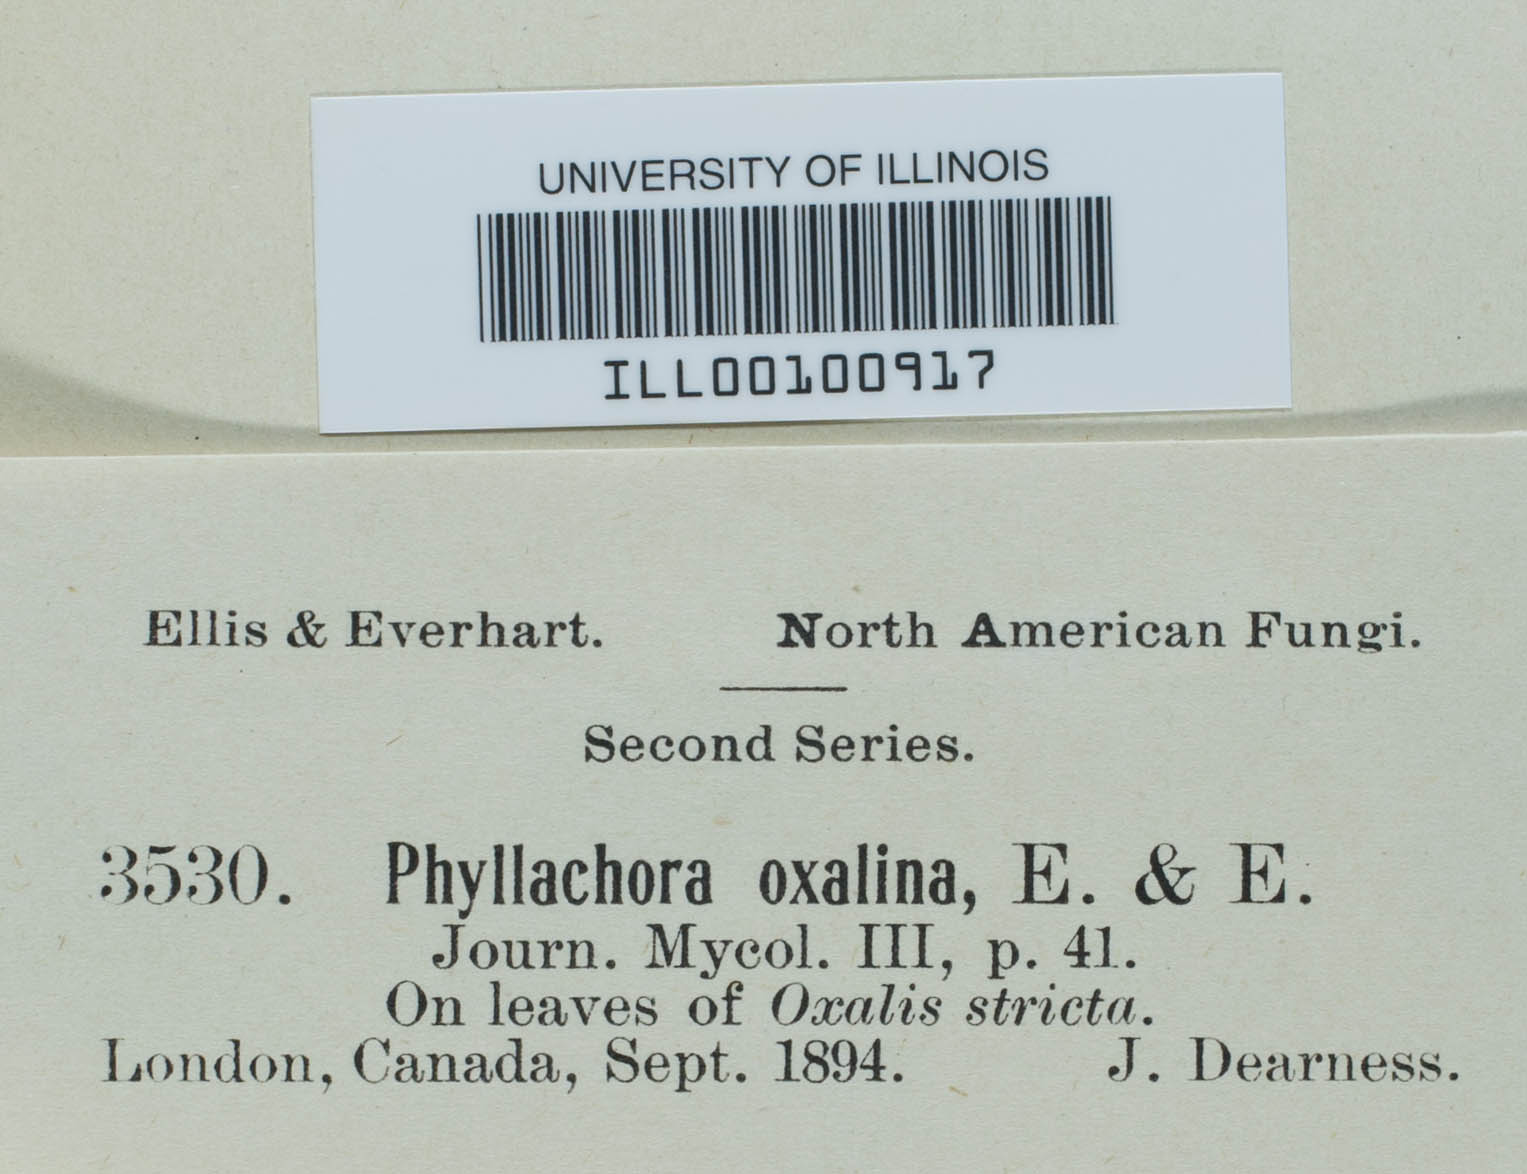 UNIVERSITY OF ILLINOIS
ILL00100917
Ellis & Everhart. North American Fungi.
Second Series.
3530. Phyllachora oxalina, E. & E.
Journ. Mycol. III, p. 41.
On leaves of Oxalis stricta.
London, Canada, Sept. 1894. J. Dearness.